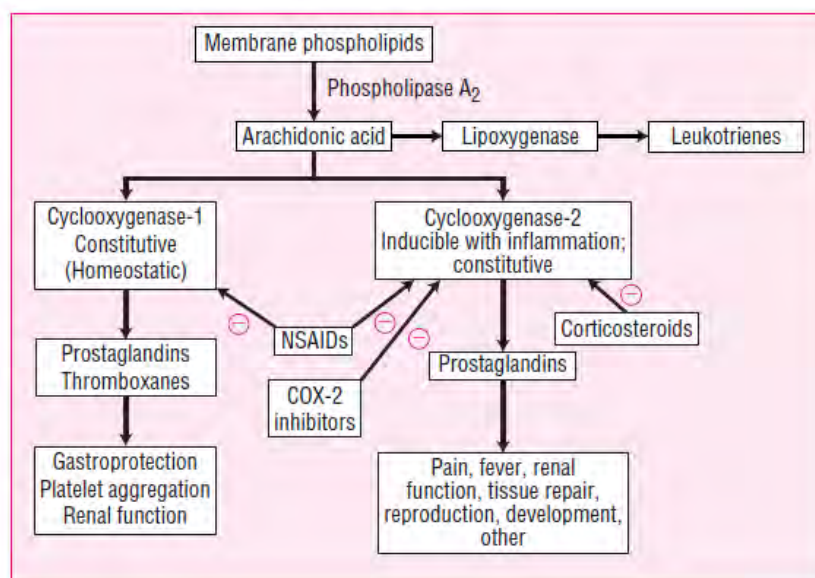 Membrane phospholipids
Phospholipase A2
Arachidonic acid
Lipoxygenase
Leukotrienes
Cyclooxygenase-1
Constitutive
(Homeostatic)
Cyclooxygenase-2
Inducible with inflammation;
constitutive
NSAIDs
Corticosteroids
Prostaglandins
Thromboxanes
COX-2
inhibitors
Prostaglandins
Gastroprotection
Platelet aggregation
Renal function
Pain, fever, renal
function, tissue repair,
reproduction, development,
other